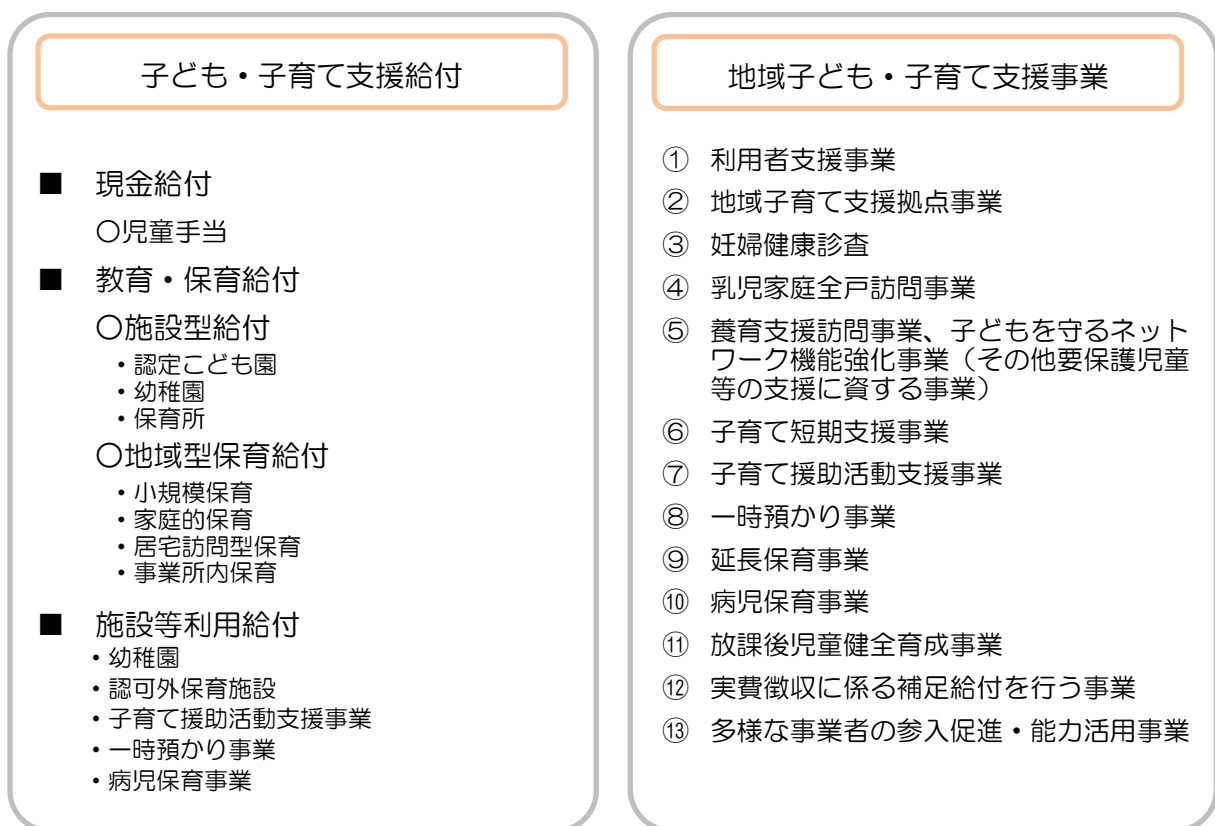 子ども・子育て支援給付
■ 現金給付
〇児童手当
■ 教育・保育給付
〇施設型給付
・認定こども園
・幼稚園
・保育所
〇地域型保育給付
・小規模保育
・家庭的保育
・居宅訪問型保育
・事業所内保育
■ 施設等利用給付
・幼稚園
・認可外保育施設
・子育て援助活動支援事業
・一時預かり事業
・病児保育事業
地域子ども・子育て支援事業
① 利用者支援事業
② 地域子育て支援拠点事業
③ 妊婦健康診査
④ 乳児家庭全戸訪問事業
⑤ 養育支援訪問事業、子どもを守るネット
ワーク機能強化事業（その他要保護児童
等の支援に資する事業）
⑥ 子育て短期支援事業
⑦ 子育て援助活動支援事業
⑧ 一時預かり事業
⑨ 延長保育事業
⑩ 病児保育事業
⑪ 放課後児童健全育成事業
⑫ 実費徴収に係る補足給付を行う事業
⑬ 多様な事業者の参入促進・能力活用事業